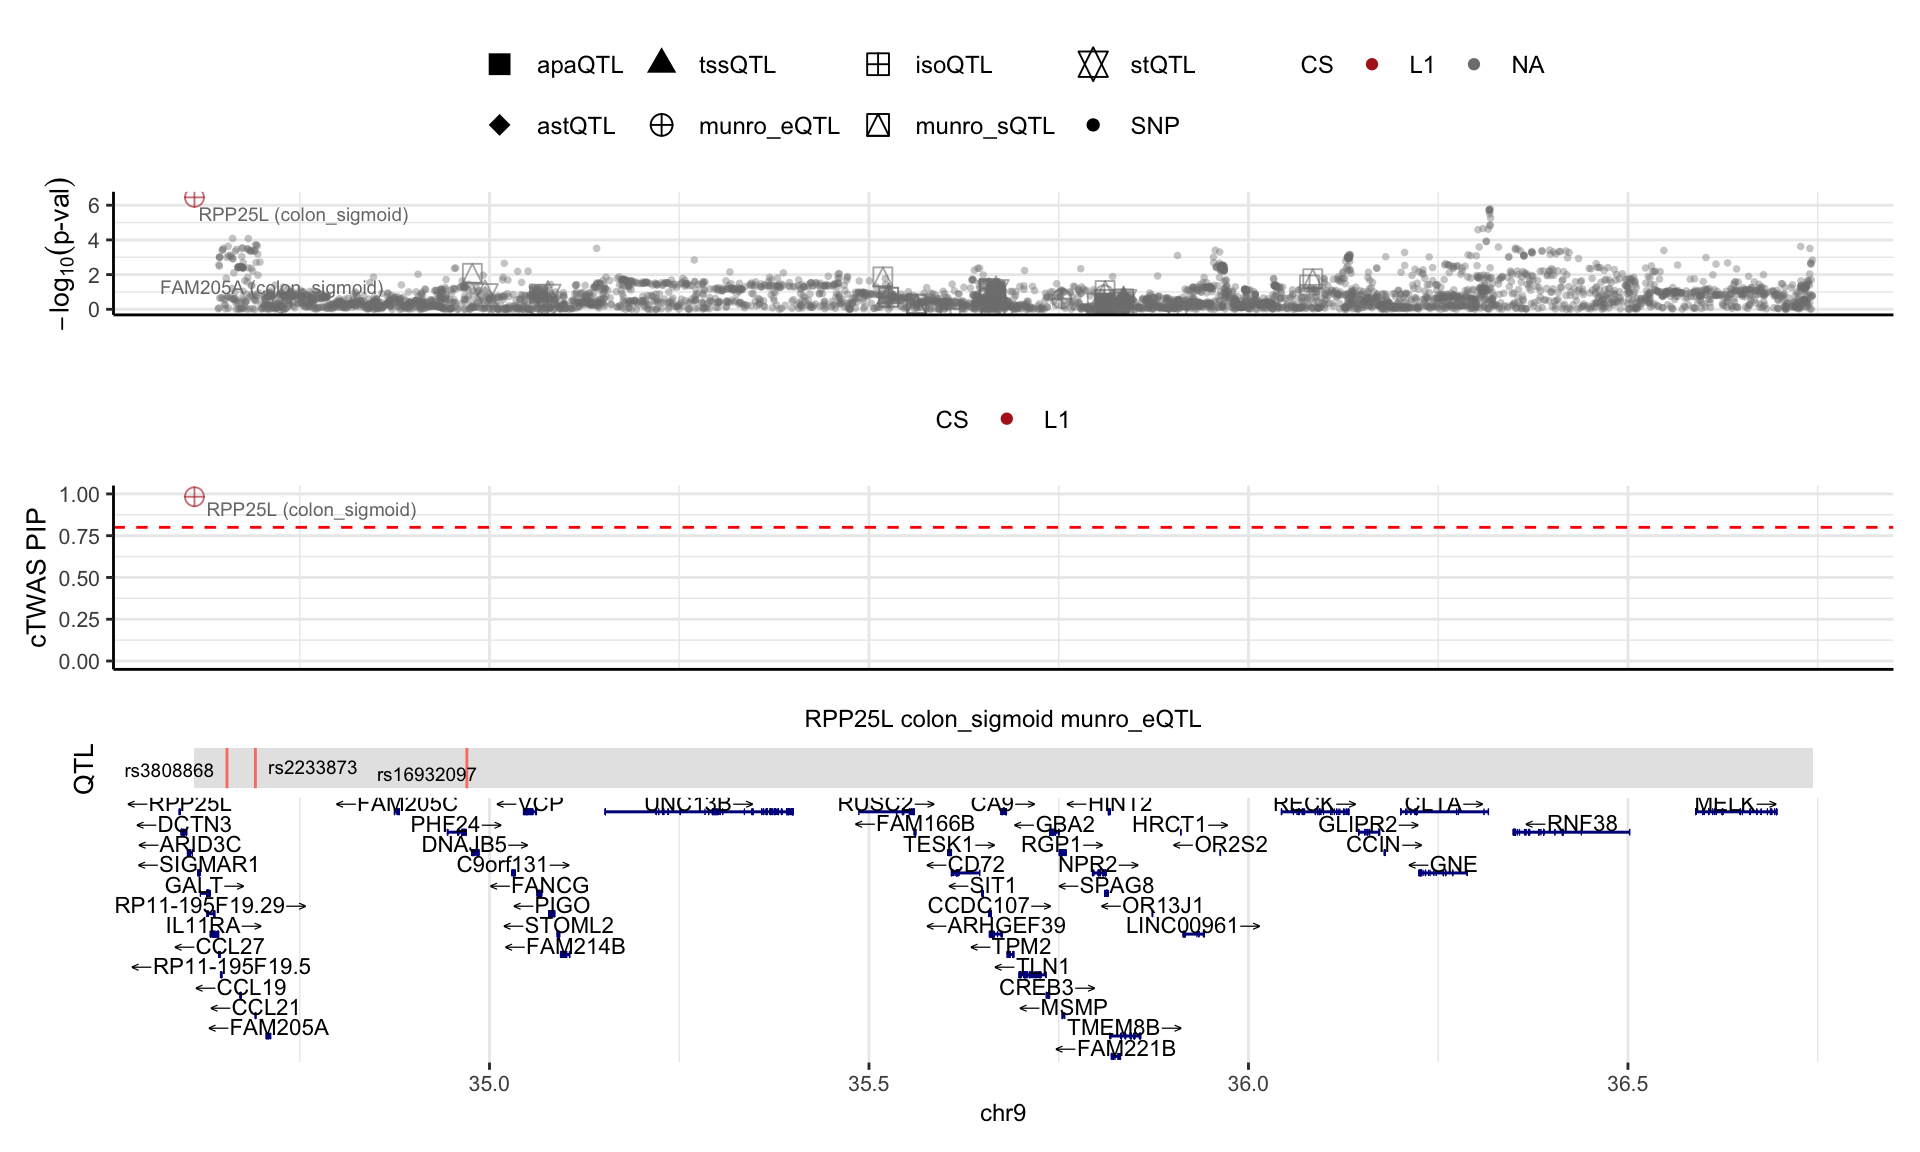 apaQTL tssQTL isoQTL stQTL CS L1 NA
astQTL munro_eQTL munro_sQTL SNP
−log10(p-val)
6
4
2
0
RPP25L (colon_sigmoid)
FAM205A (colon_sigmoid)
CS L1
cTWAS PIP
1.00
0.75
0.50
0.25
0.00
RPP25L (colon_sigmoid)
RPP25L colon_sigmoid munro_eQTL
QTL
rs3808868 rs2233873 rs16932097
←RPP25L ←FAM205C ←VCP UNC13B→ RUSC2→ CA9→ ←HINT2 RECK→ CLTA→ MELK→
←DCTN3 PHF24→ ←FAM166B ←GBA2 HRCT1→ GLIPR2→ ←RNF38
←ARID3C DNAJB5→ TESK1→ RGP1→ ←OR2S2 CCIN→
←SIGMAR1 C9orf131→ ←CD72 NPR2→ ←GNE
GALT→ ←FANCG ←SIT1 ←SPAG8
RP11-195F19.29→ ←PIGO CCDC107→ ←OR13J1
IL11RA→ ←STOML2 ←ARHGEF39 LINC00961→
←CCL27 ←FAM214B ←TPM2
←RP11-195F19.5 ←TLN1
←CCL19 CREB3→
←CCL21 ←MSMP
←FAM205A TMEM8B→
←FAM221B
35.0 35.5 36.0 36.5
chr9